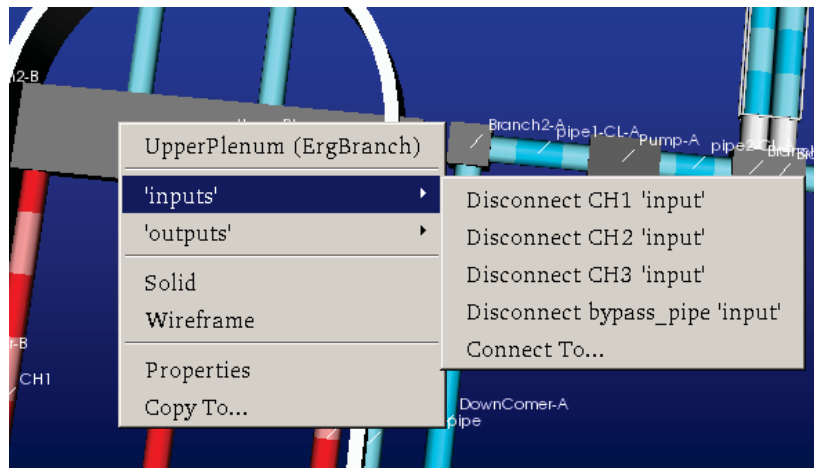 Branch2-A
pipe1-CL-A
Pump-A
UpperPlenum (ErgBranch)
'inputs'
'outputs'
Solid
Wireframe
Properties
Copy To...
Disconnect CH1 'input'
Disconnect CH2 'input'
Disconnect CH3 'input'
Disconnect bypass_pipe 'input'
Connect To...
CH1
DownComer-A
pipe